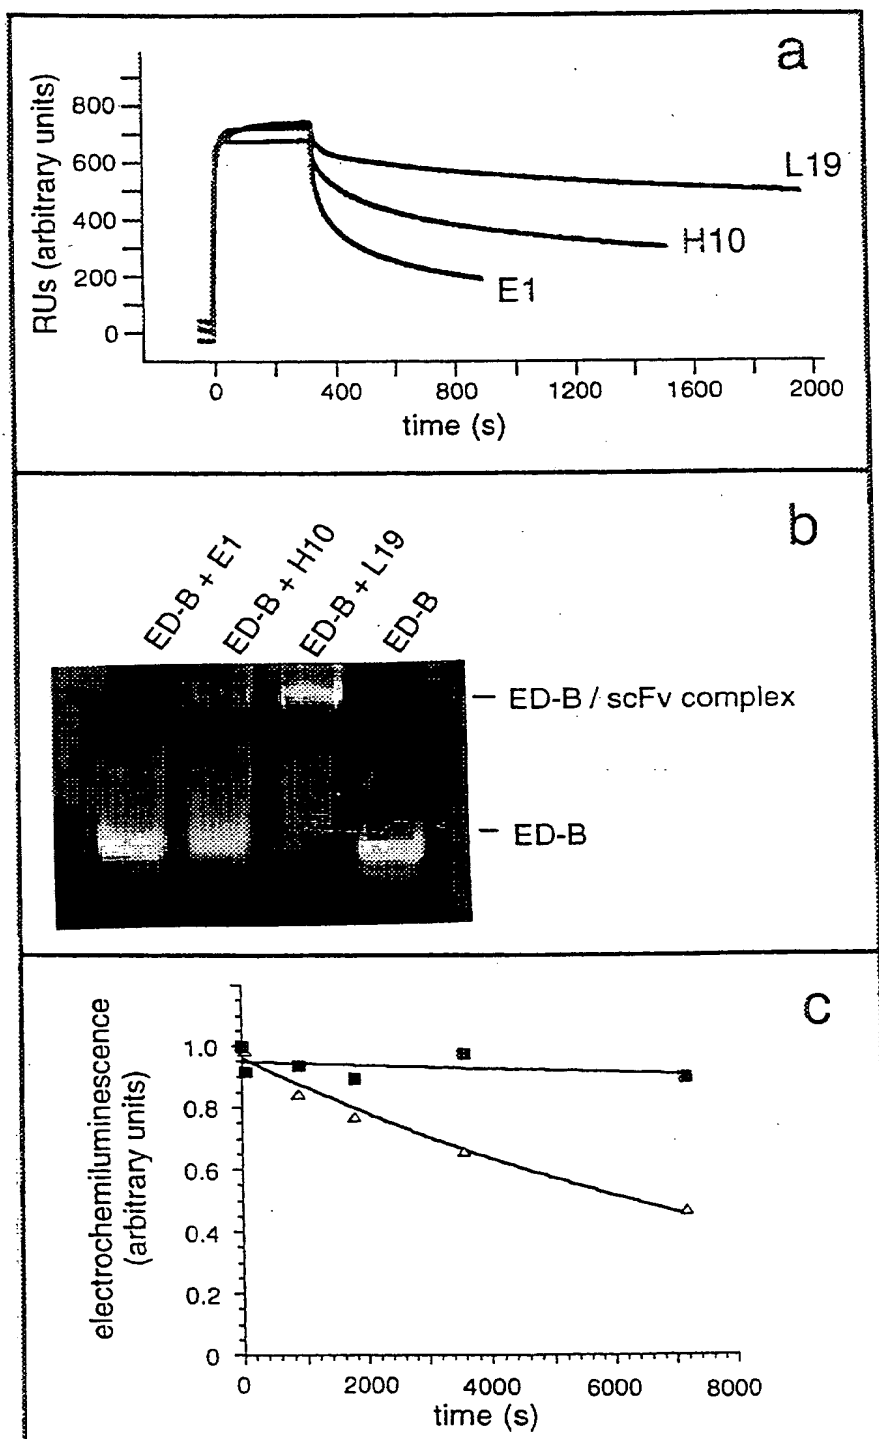 a
RUs (arbitrary units)
800
600
400
200
0
L19
H10
E1
0 400 800 1200 1600 2000
time (s)
b
ED-B + E1
ED-B + H10
ED-B + L19
ED-B
ED-B / scFv complex
ED-B
c
electrochemiluminescence
(arbitrary units)
1.0
0.8
0.6
0.4
0.2
0
0 2000 4000 6000 8000
time (s)